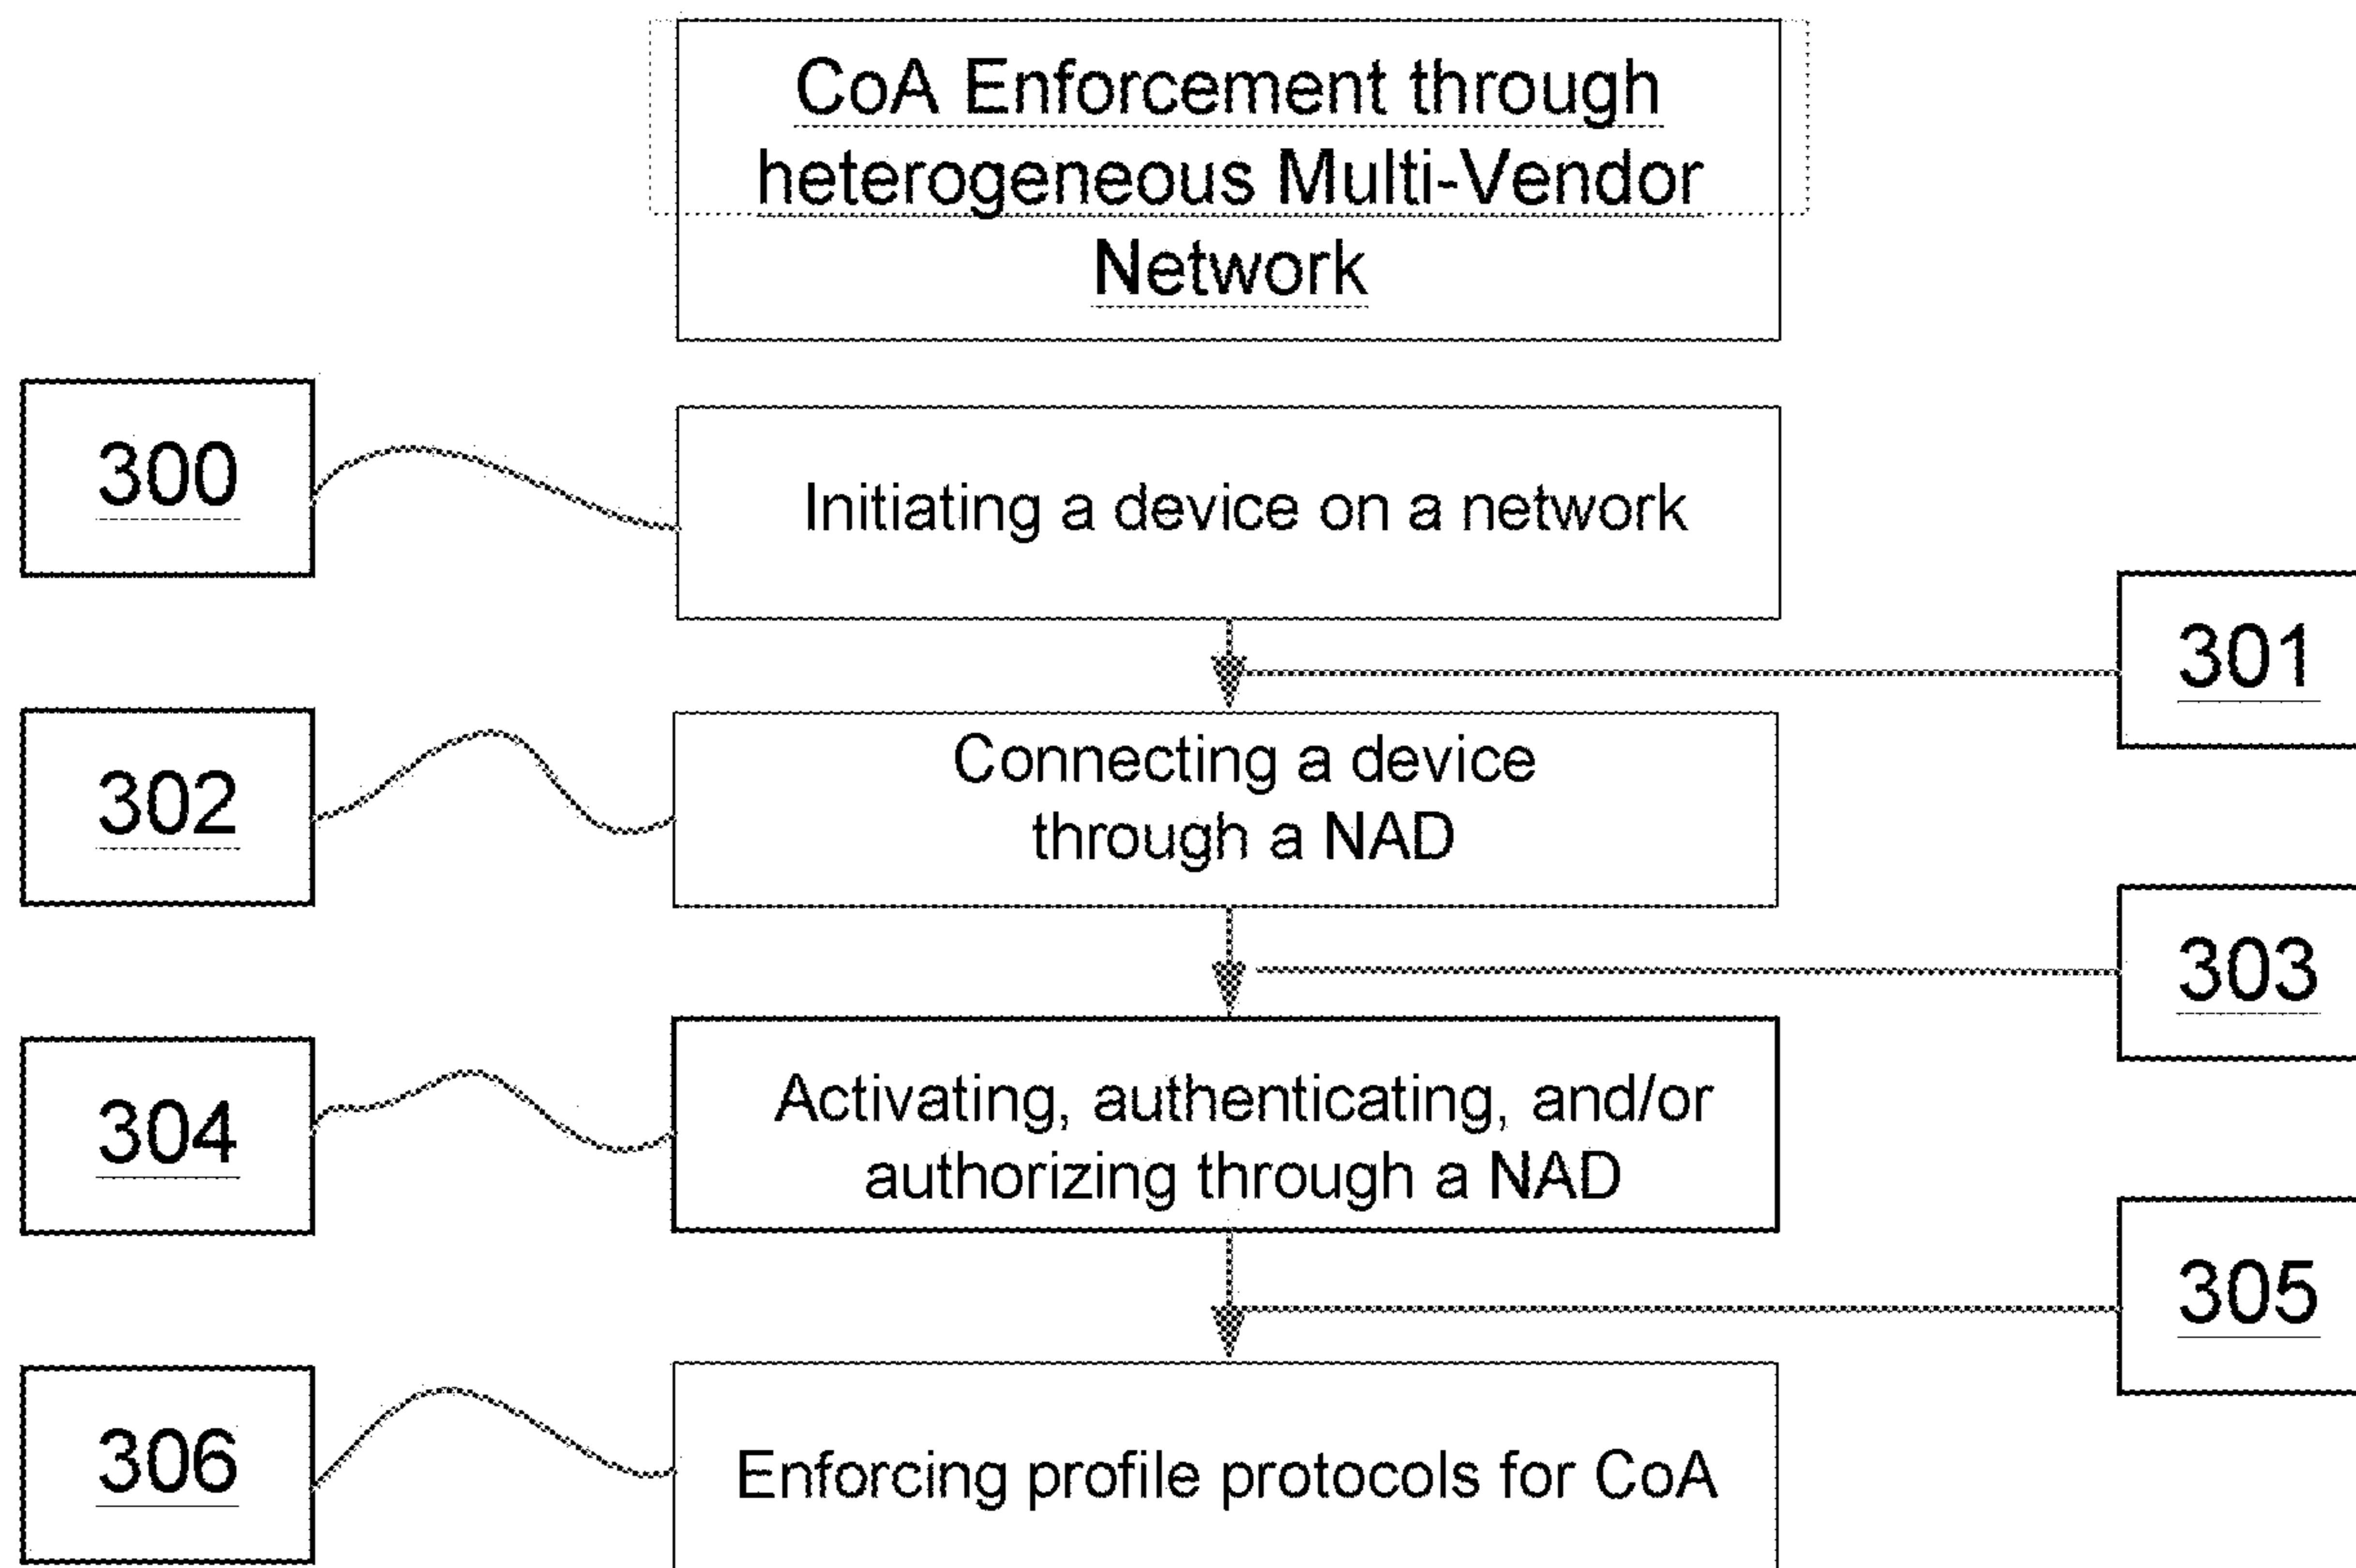 CoA Enforcement through
heterogeneous Multi-Vendor
Network
300
Initiating a device on a network
301
302
Connecting a device
through a NAD
303
304
Activating, authenticating, and/or
authorizing through a NAD
305
306
Enforcing profile protocols for CoA